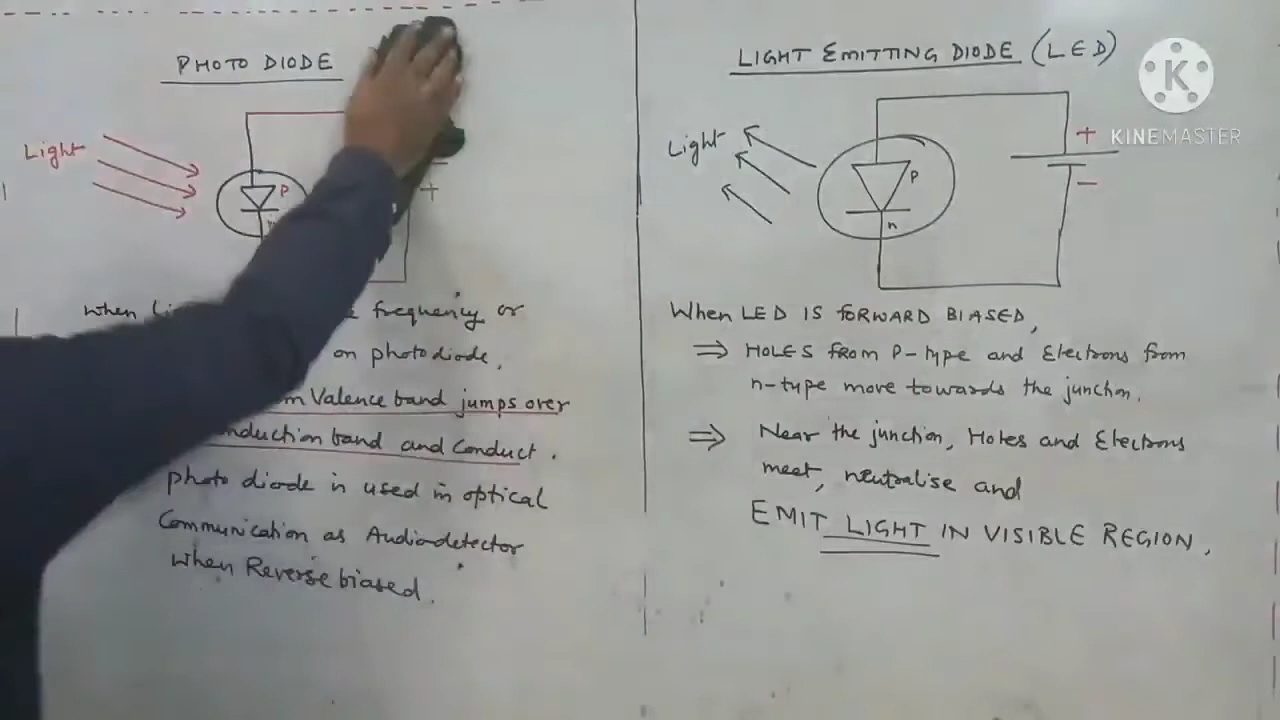 PHOTO DIODE
Light
P
+
when frequency or
on photodiode,
Valence band jumps over
Conduction band and Conduct.
photo diode is used in optical
Communication as Audiodetector
when Reverse biased.
LIGHT EMITTING DIODE (LED)
Light
P
n
+
−
When LED IS FORWARD BIASED,
⇒ HOLES from P-type and Electrons from
n-type move towards the junction.
⇒ Near the junction, Holes and Electrons
meet, neutralise and
EMIT LIGHT IN VISIBLE REGION.
K
KINEMASTER